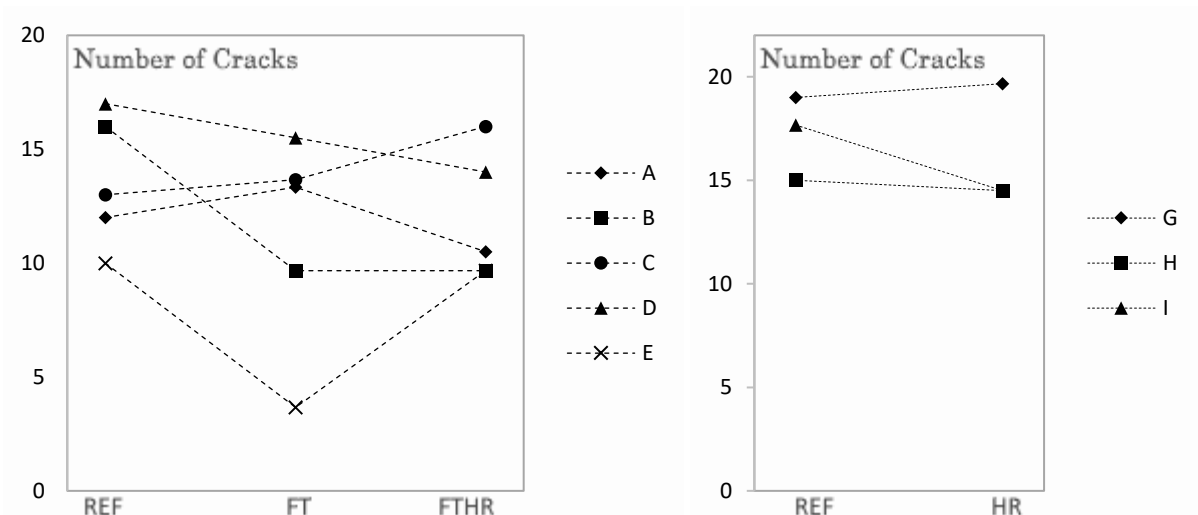 Number of Cracks
20
15
10
5
0
REF FT FTHR
A
B
C
D
E
Number of Cracks
20
15
10
5
0
REF HR
G
H
I